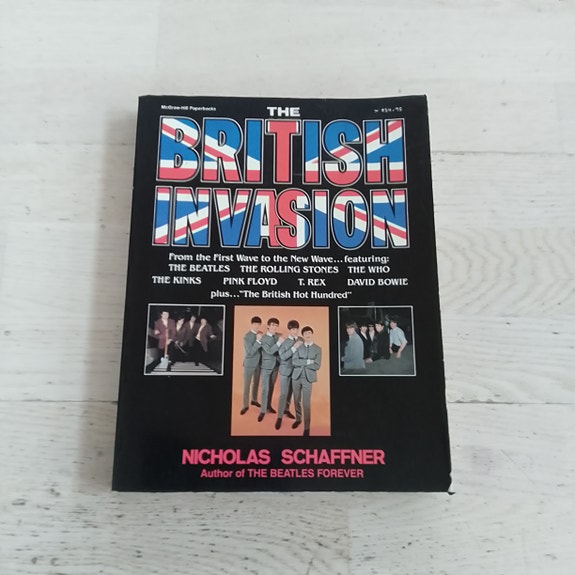 McGraw-Hill Paperbacks
THE
BRITISH
INVASION
From the First Wave to the New Wave...featuring:
THE BEATLES THE ROLLING STONES THE WHO
THE KINKS PINK FLOYD T. REX DAVID BOWIE
plus..."The British Hot Hundred"
NICHOLAS SCHAFFNER
Author of THE BEATLES FOREVER